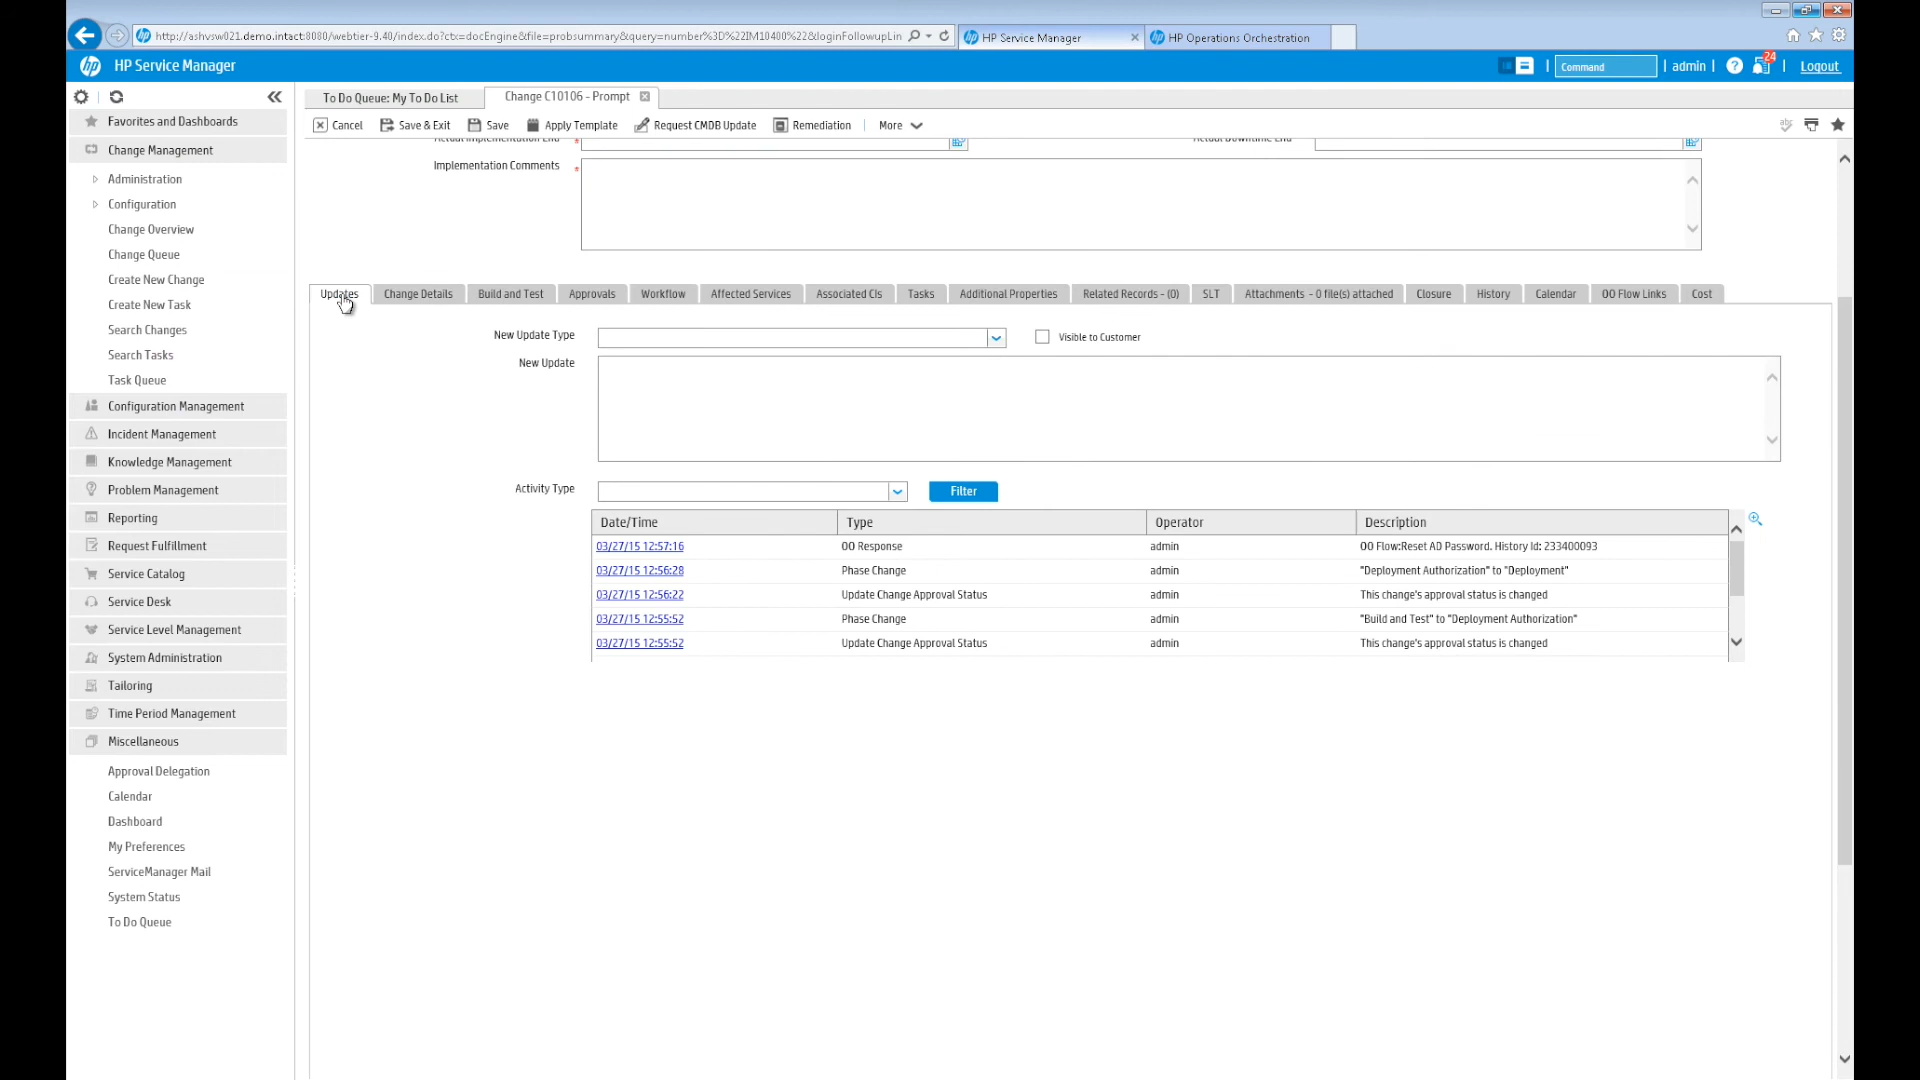 http://ashvsw021.demo.intact:8080/webtier-9.40/index.do?ctx=docEngine&file=probsummary&query=number%3D%22IM10400%22&loginFollowupLin
HP Service Manager
HP Operations Orchestration
HP Service Manager
Command
admin
24
Logout
To Do Queue: My To Do List
Change C10106 - Prompt
Cancel
Save & Exit
Save
Apply Template
Request CMDB Update
Remediation
More
Favorites and Dashboards
Change Management
Administration
Configuration
Change Overview
Change Queue
Create New Change
Create New Task
Search Changes
Search Tasks
Task Queue
Configuration Management
Incident Management
Knowledge Management
Problem Management
Reporting
Request Fulfillment
Service Catalog
Service Desk
Service Level Management
System Administration
Tailoring
Time Period Management
Miscellaneous
Approval Delegation
Calendar
Dashboard
My Preferences
ServiceManager Mail
System Status
To Do Queue
Actual Implementation End
Actual Downtime End
Implementation Comments
Updates
Change Details
Build and Test
Approvals
Workflow
Affected Services
Associated CIs
Tasks
Additional Properties
Related Records - (0)
SLT
Attachments - 0 file(s) attached
Closure
History
Calendar
OO Flow Links
Cost
New Update Type
Visible to Customer
New Update
Activity Type
Filter
Date/Time Type Operator Description
03/27/15 12:57:16 OO Response admin OO Flow:Reset AD Password. History Id: 233400093
03/27/15 12:56:28 Phase Change admin "Deployment Authorization" to "Deployment"
03/27/15 12:56:22 Update Change Approval Status admin This change's approval status is changed
03/27/15 12:55:52 Phase Change admin "Build and Test" to "Deployment Authorization"
03/27/15 12:55:52 Update Change Approval Status admin This change's approval status is changed